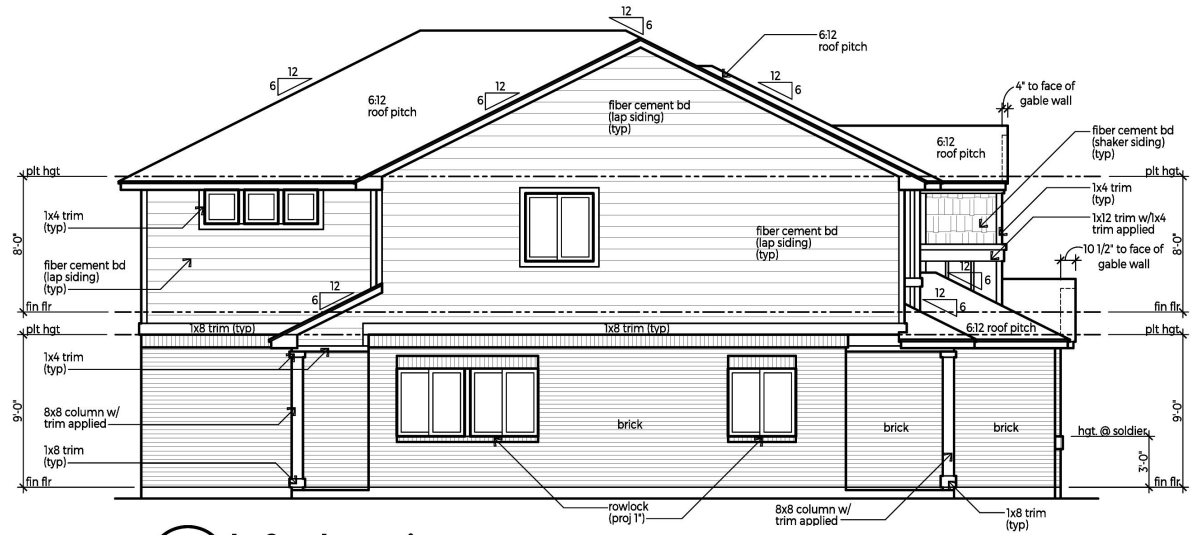 12
6
6:12
roof pitch
12
6
6:12
roof pitch
12
6
fiber cement bd
(lap siding)
(typ)
12
6
4" to face of
gable wall
6:12
roof pitch
fiber cement bd
(shaker siding)
(typ)
plt hgt
plt hgt
1x4 trim
(typ)
1x12 trim w/1x4
trim applied
1x4 trim
(typ)
8'-0"
fiber cement bd
(lap siding)
(typ)
fiber cement bd
(lap siding)
(typ)
10 1/2" to face of
gable wall
8'-0"
12
6
12
6
12
6
fin flr
fin flr
plt hgt
1x8 trim (typ)
1x8 trim (typ)
6:12 roof pitch
plt hgt
1x4 trim
(typ)
9'-0"
8x8 column w/
trim applied
brick
brick
brick
hgt. @ soldier
9'-0"
3'-0"
1x8 trim
(typ)
fin flr
fin flr
rowlock
(proj 1")
8x8 column w/
trim applied
1x8 trim
(typ)